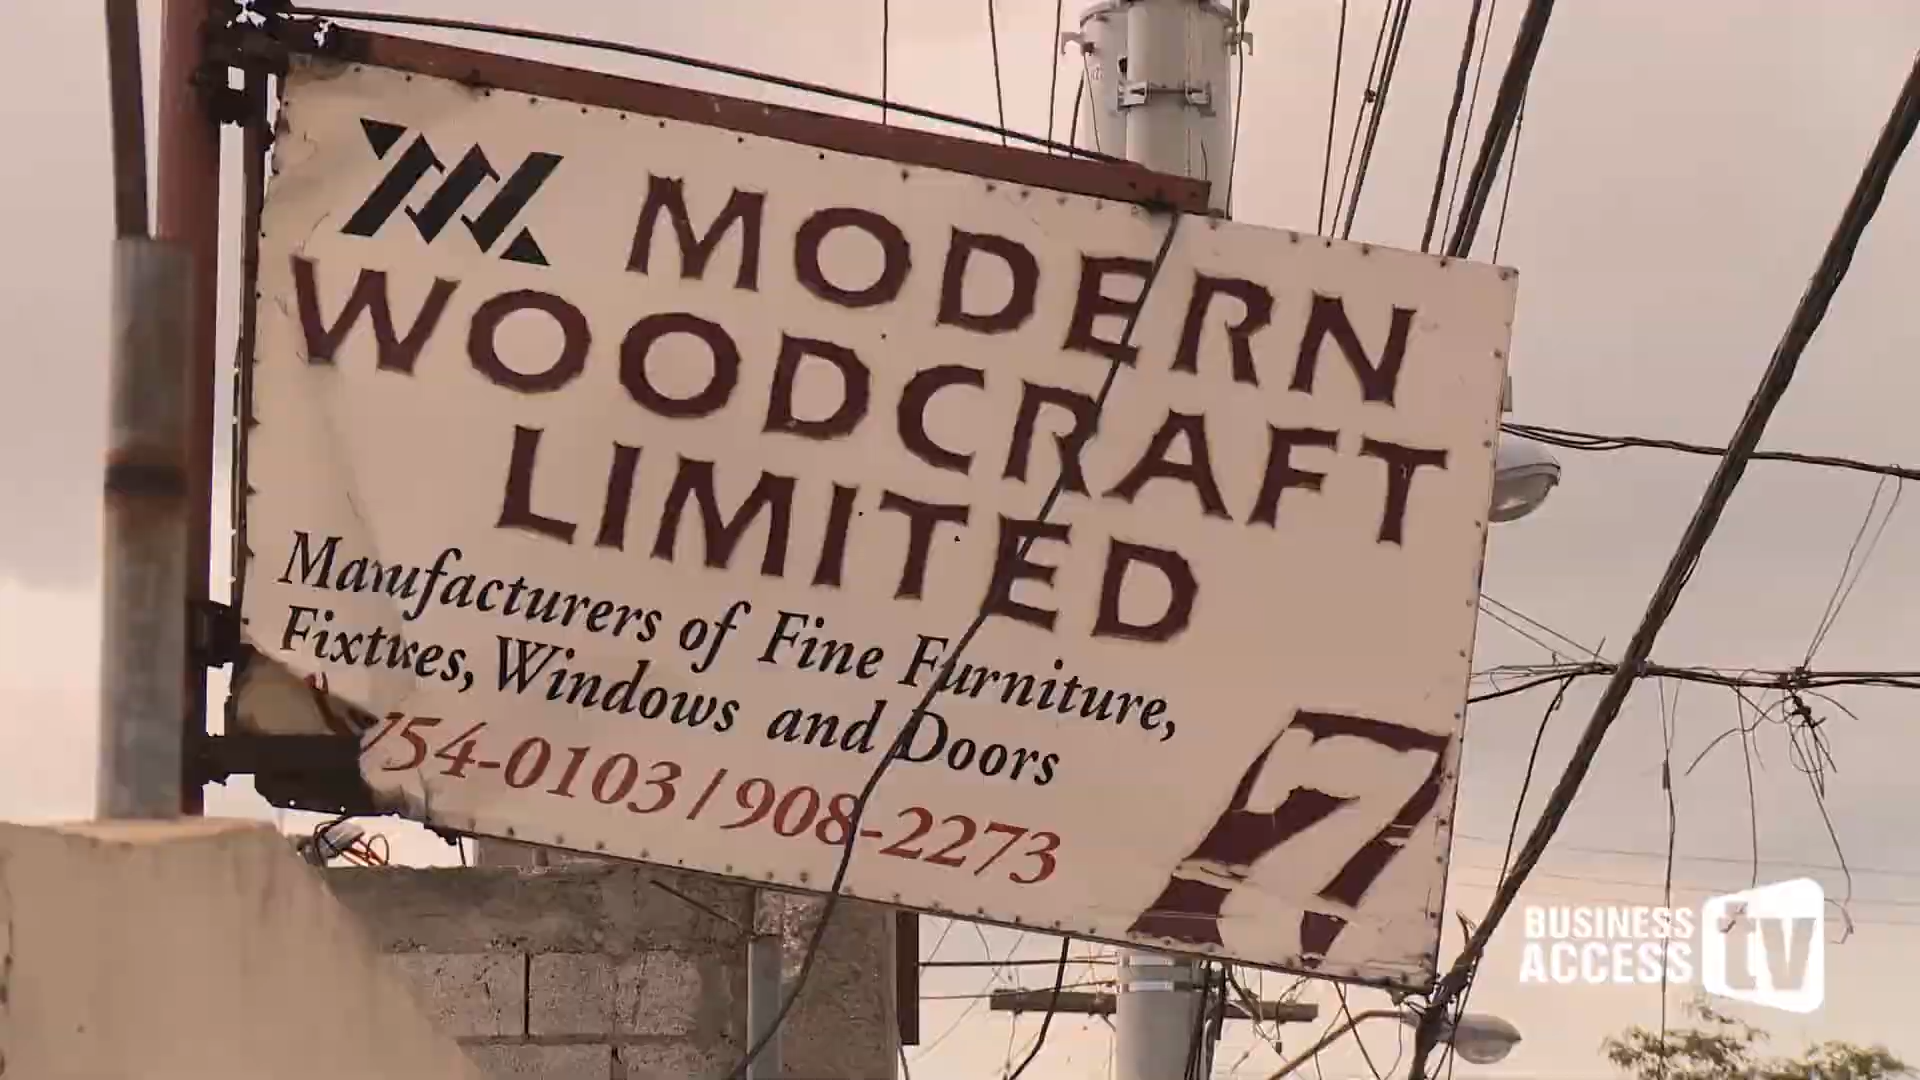 MODERN
WOODCRAFT
LIMITED
Manufacturers of Fine Furniture,
Fixtures, Windows and Doors
754-0103 / 908-2273
7
BUSINESS
ACCESS
tv